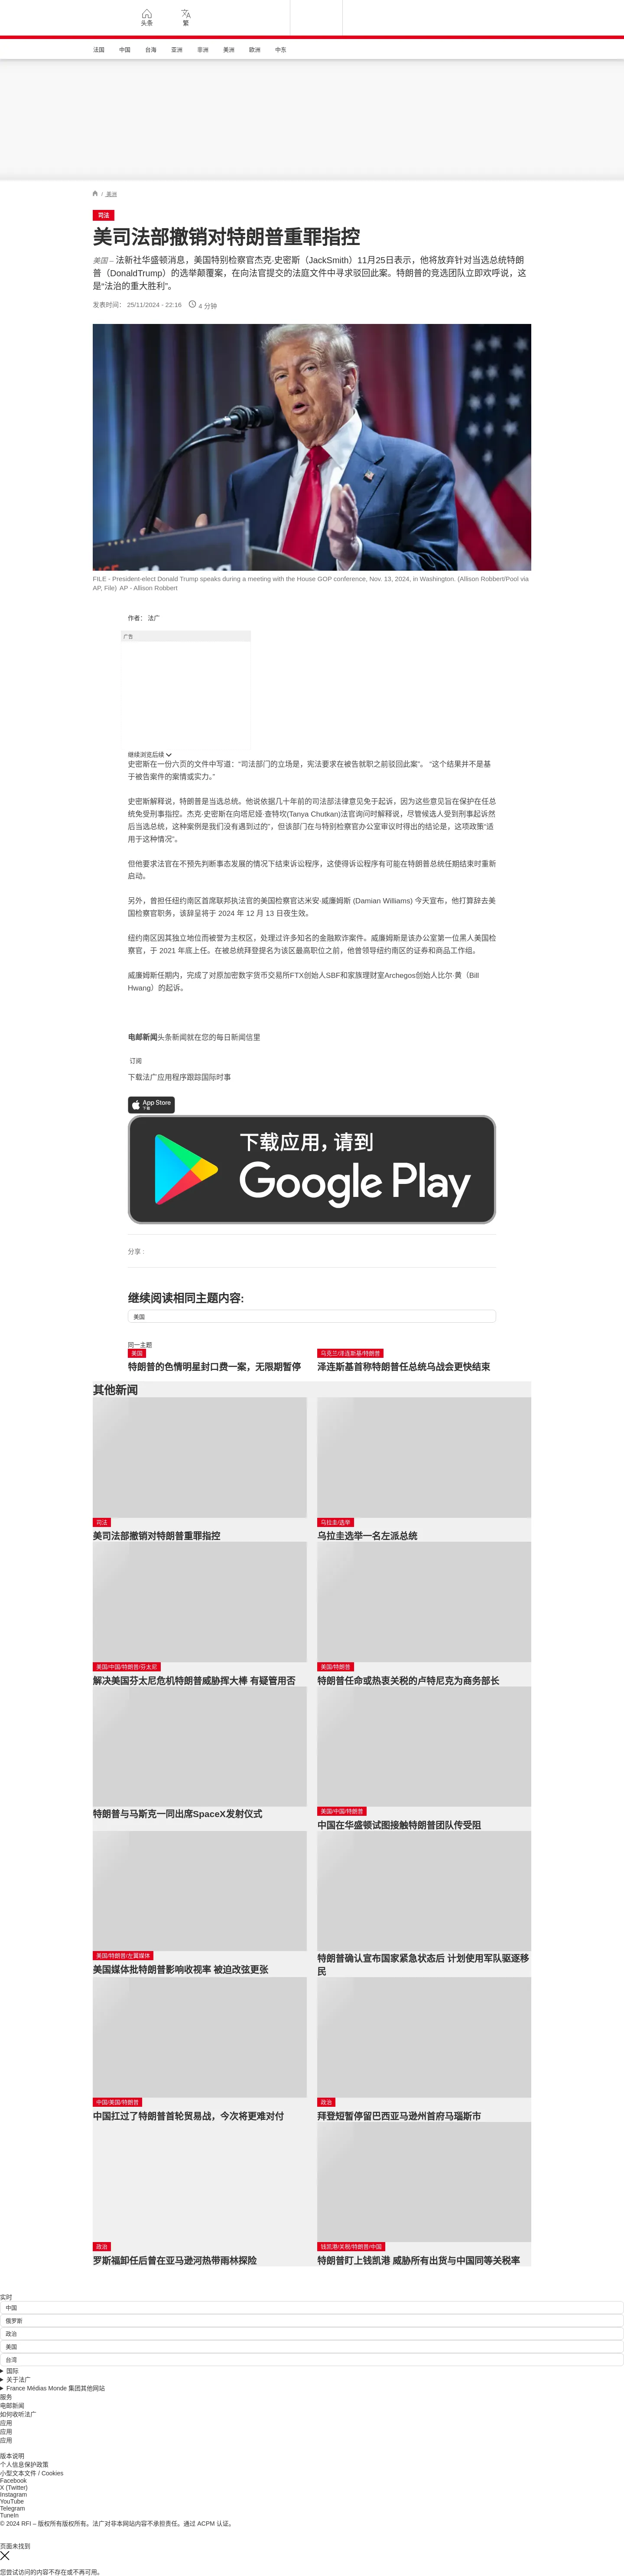 头条
繁
法国
中国
台海
亚洲
非洲
美洲
欧洲
中东
/ 美洲
司法
美司法部撤销对特朗普重罪指控
美国 – 法新社华盛顿消息，美国特别检察官杰克·史密斯（JackSmith）11月25日表示，他将放弃针对当选总统特朗
普（DonaldTrump）的选举颠覆案，在向法官提交的法庭文件中寻求驳回此案。特朗普的竞选团队立即欢呼说，这
是“法治的重大胜利”。
发表时间： 25/11/2024 - 22:16
4 分钟
FILE - President-elect Donald Trump speaks during a meeting with the House GOP conference, Nov. 13, 2024, in Washington. (Allison Robbert/Pool via
AP, File) AP - Allison Robbert
作者： 法广
广告
继续浏览后续
史密斯在一份六页的文件中写道：“司法部门的立场是，宪法要求在被告就职之前驳回此案”。 “这个结果并不是基
于被告案件的案情或实力。”
史密斯解释说，特朗普是当选总统。他说依据几十年前的司法部法律意见免于起诉，因为这些意见旨在保护在任总
统免受刑事指控。杰克·史密斯在向塔尼娅·查特坎(Tanya Chutkan)法官询问时解释说，尽管候选人受到刑事起诉然
后当选总统，这种案例是我们没有遇到过的”，但该部门在与特别检察官办公室审议时得出的结论是，这项政策“适
用于这种情况”。
但他要求法官在不预先判断事态发展的情况下结束诉讼程序，这使得诉讼程序有可能在特朗普总统任期结束时重新
启动。
另外，曾担任纽约南区首席联邦执法官的美国检察官达米安·威廉姆斯 (Damian Williams) 今天宣布，他打算辞去美
国检察官职务，该辞呈将于 2024 年 12 月 13 日夜生效。
纽约南区因其独立地位而被誉为主权区，处理过许多知名的金融欺诈案件。威廉姆斯是该办公室第一位黑人美国检
察官，于 2021 年底上任。在被总统拜登提名为该区最高职位之前，他曾领导纽约南区的证券和商品工作组。
威廉姆斯任期内，完成了对原加密数字货币交易所FTX创始人SBF和家族理财室Archegos创始人比尔·黄（Bill
Hwang）的起诉。
电邮新闻头条新闻就在您的每日新闻信里
订阅
下载法广应用程序跟踪国际时事
App Store
下载
下载应用，请到
Google Play
分享 :
继续阅读相同主题内容:
美国
同一主题
美国
特朗普的色情明星封口费一案，无限期暂停
乌克兰/泽连斯基/特朗普
泽连斯基首称特朗普任总统乌战会更快结束
其他新闻
司法
美司法部撤销对特朗普重罪指控
乌拉圭/选举
乌拉圭选举一名左派总统
美国/中国/特朗普/芬太尼
解决美国芬太尼危机特朗普威胁挥大棒 有疑管用否
美国/特朗普
特朗普任命或热衷关税的卢特尼克为商务部长
特朗普与马斯克一同出席SpaceX发射仪式
美国/中国/特朗普
中国在华盛顿试图接触特朗普团队传受阻
美国/特朗普/左翼媒体
美国媒体批特朗普影响收视率 被迫改弦更张
特朗普确认宣布国家紧急状态后 计划使用军队驱逐移
民
中国/美国/特朗普
中国扛过了特朗普首轮贸易战，今次将更难对付
政治
拜登短暂停留巴西亚马逊州首府马瑙斯市
政治
罗斯福卸任后曾在亚马逊河热带雨林探险
钱凯港/关税/特朗普/中国
特朗普盯上钱凯港 威胁所有出货与中国同等关税率
实时
中国
俄罗斯
政治
美国
台湾
国际
关于法广
France Médias Monde 集团其他网站
服务
电邮新闻
如何收听法广
应用
应用
应用
版本说明
个人信息保护政策
小型文本文件 / Cookies
Facebook
X (Twitter)
Instagram
YouTube
Telegram
TuneIn
© 2024 RFI – 版权所有版权所有。法广对非本网站内容不承担责任。通过 ACPM 认证。
页面未找到
您尝试访问的内容不存在或不再可用。